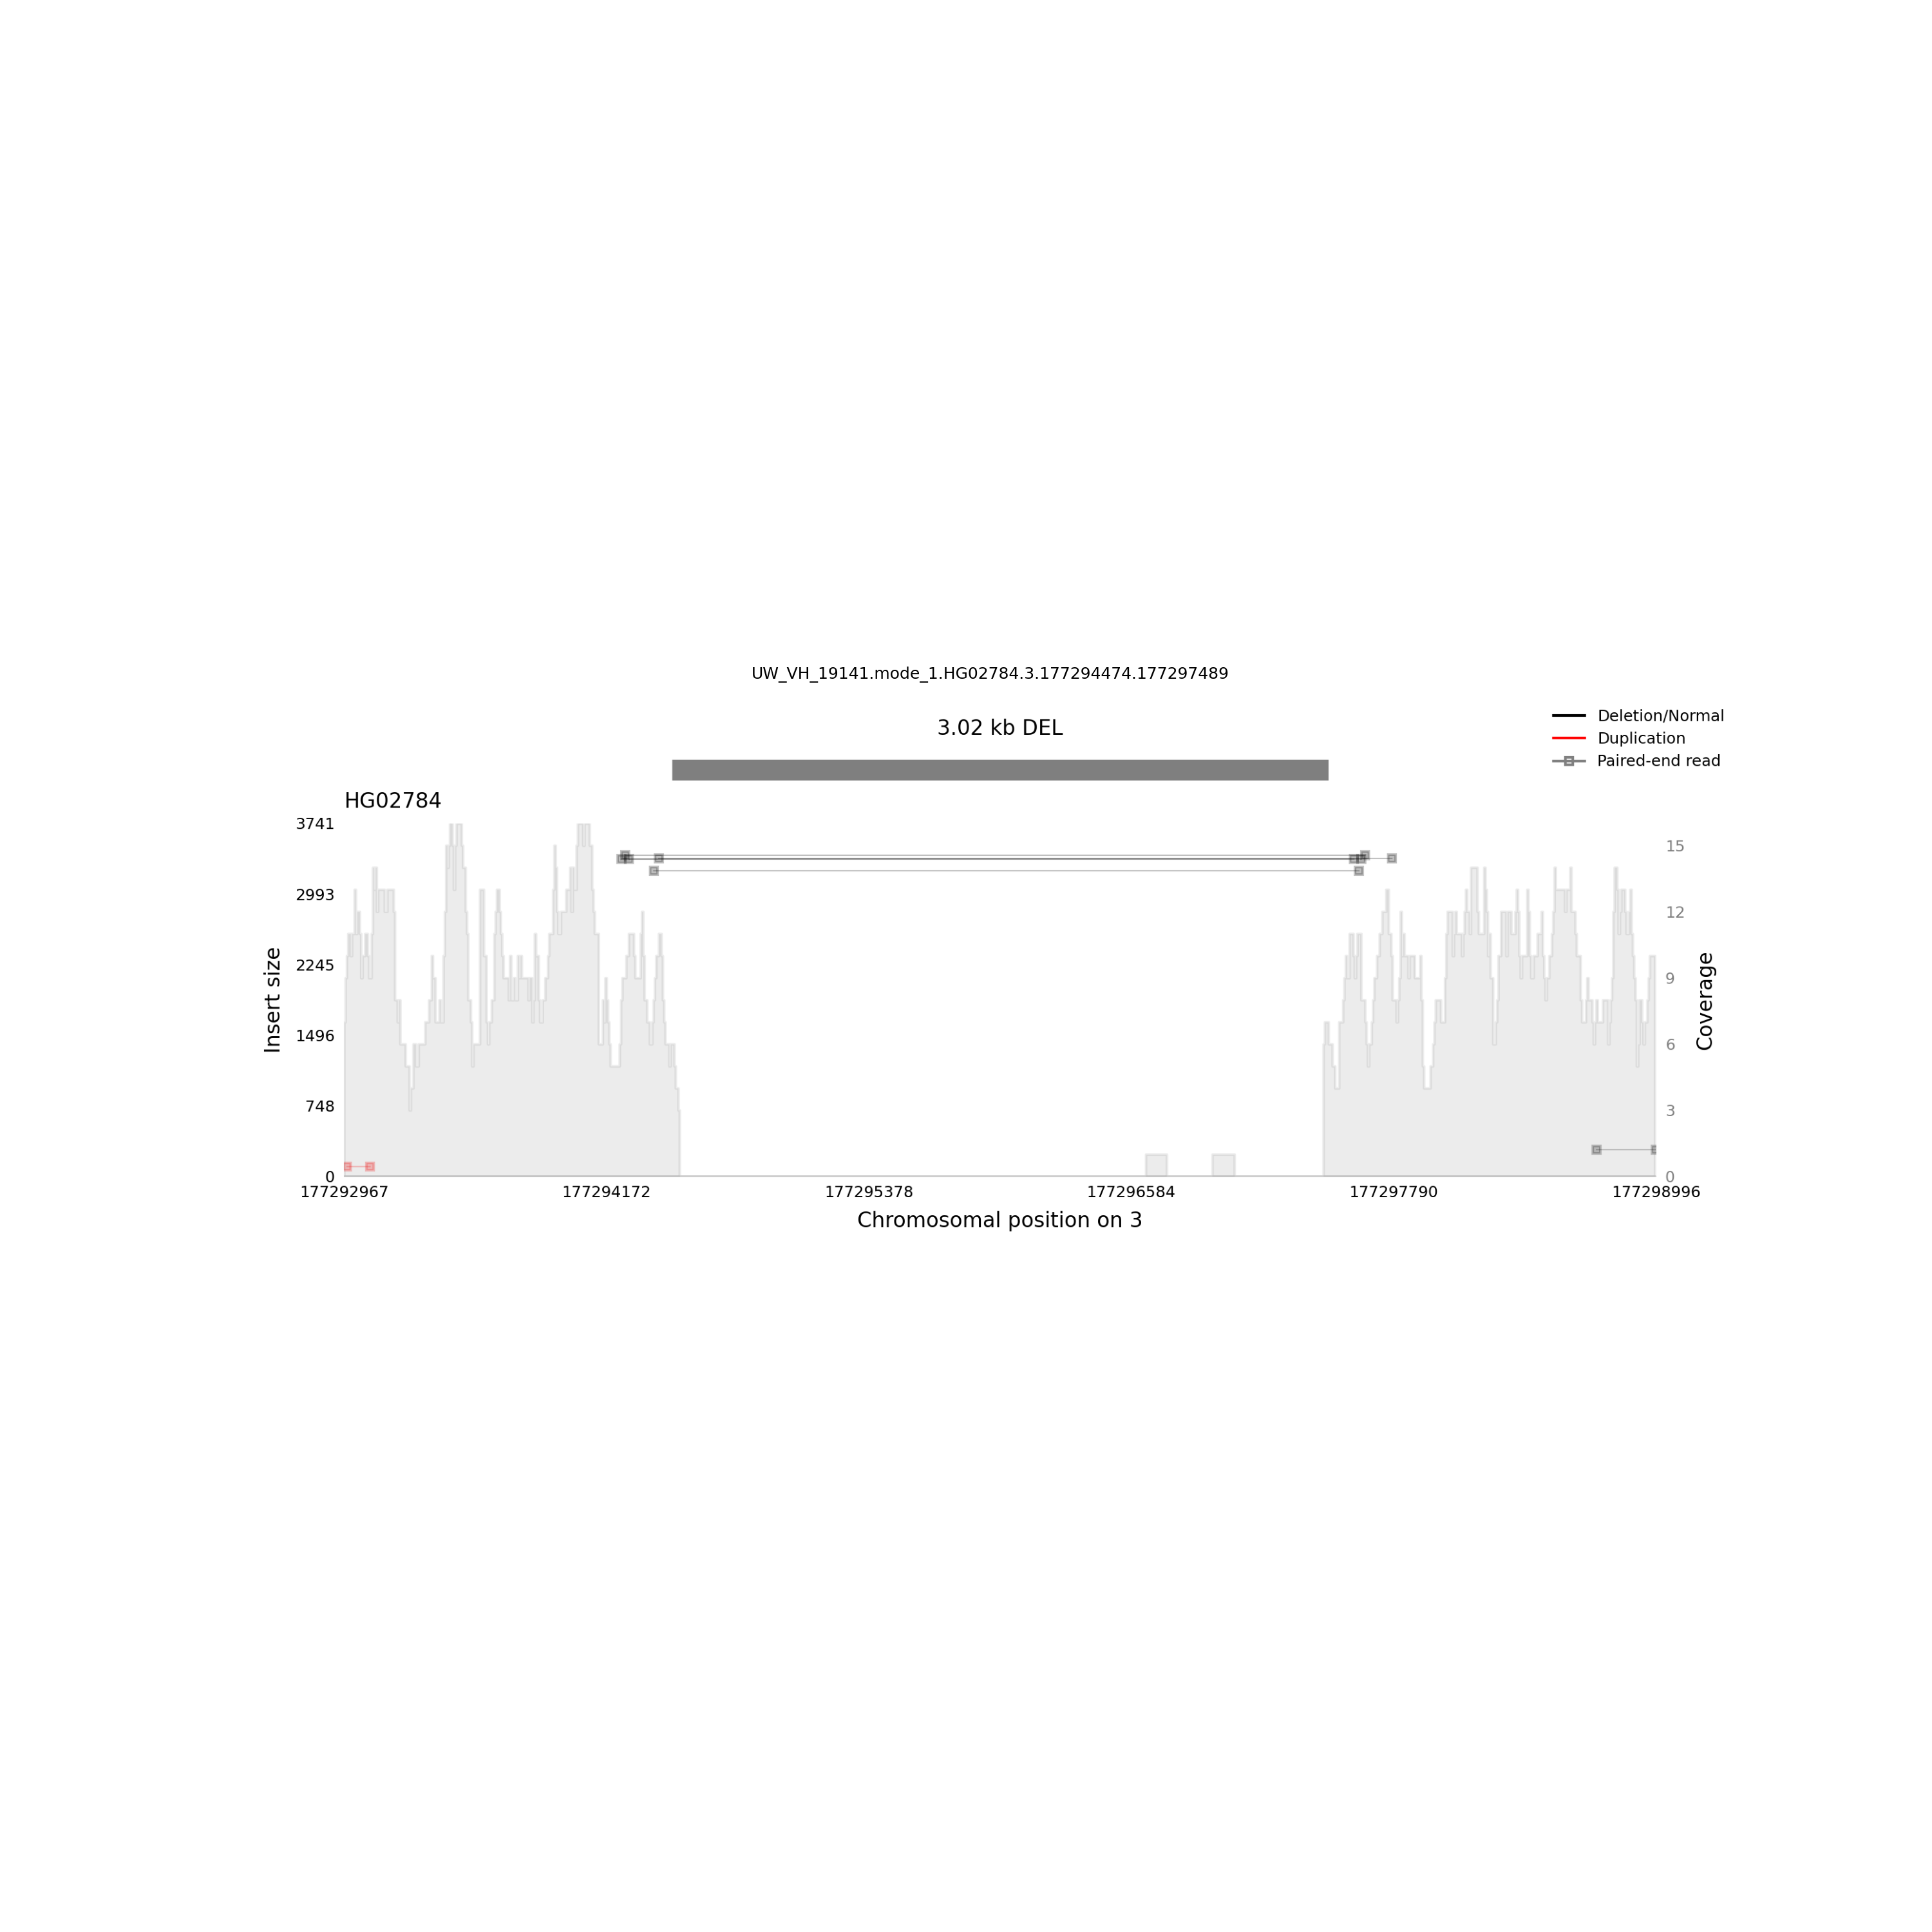 UW_VH_19141.mode_1.HG02784.3.177294474.177297489
3.02 kb DEL
Deletion/Normal
Duplication
Paired-end read
HG02784
3741
2993
2245
1496
748
0
Insert size
15
12
9
6
3
0
Coverage
177292967
177294172
177295378
177296584
177297790
177298996
Chromosomal position on 3